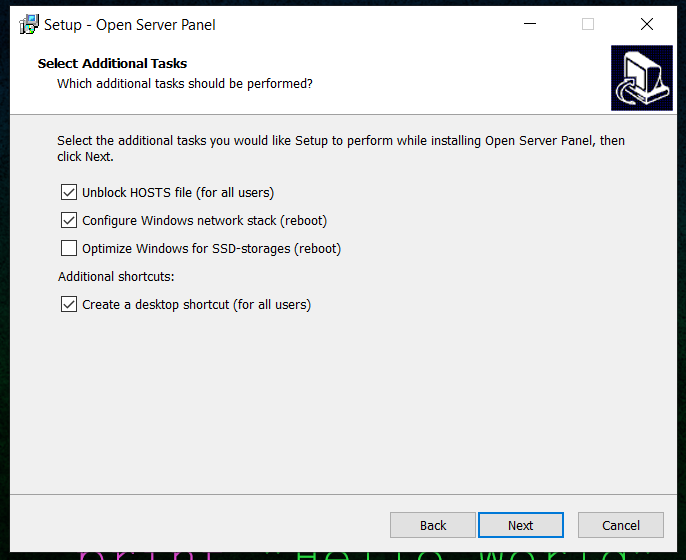 Setup - Open Server Panel
Select Additional Tasks
Which additional tasks should be performed?
Select the additional tasks you would like Setup to perform while installing Open Server Panel, then
click Next.
Unblock HOSTS file (for all users)
Configure Windows network stack (reboot)
Optimize Windows for SSD-storages (reboot)
Additional shortcuts:
Create a desktop shortcut (for all users)
Back
Next
Cancel
print "Hello World"